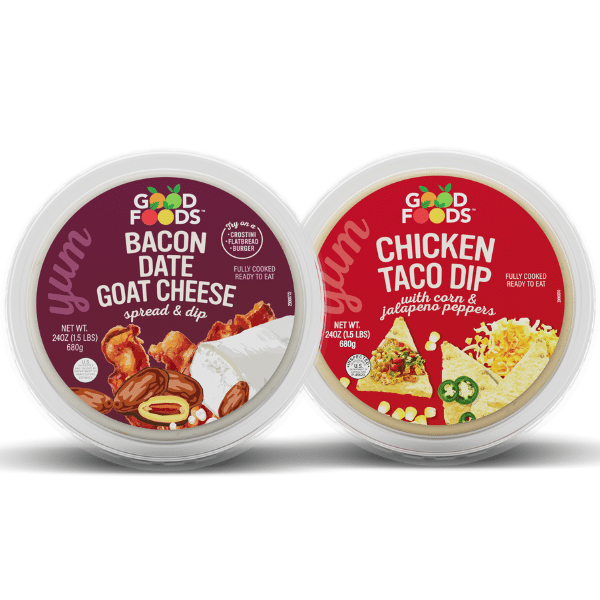 GOOD
FOODS™
yum
BACON
DATE
GOAT CHEESE
spread & dip
Try on a
• CROSTINI
• FLATBREAD
• BURGER
FULLY COOKED
READY TO EAT
NET WT.
24OZ (1.5 LBS)
680g
GOOD
FOODS™
yum
CHICKEN
TACO DIP
with corn &
jalapeno peppers
FULLY COOKED
READY TO EAT
NET WT.
24OZ (1.5 LBS)
680g
U.S.